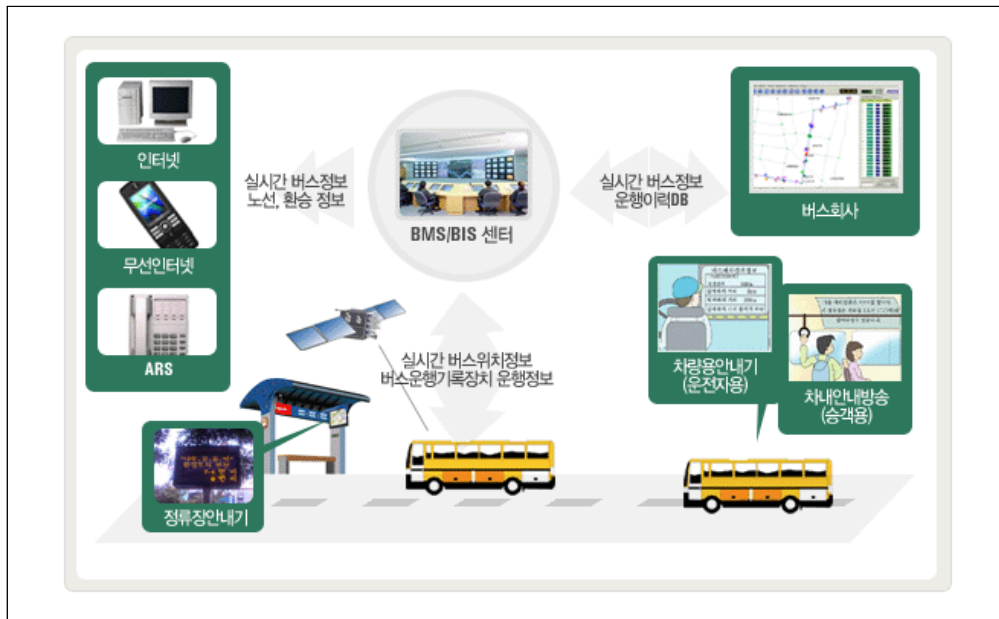 인터넷
무선인터넷
ARS
실시간 버스정보
노선, 환승 정보
BMS/BIS 센터
실시간 버스정보
운행이력DB
버스회사
실시간 버스위치정보
버스운행기록장치 운행정보
정류장안내기
차량용안내기
(운전자용)
차내안내방송
(승객용)